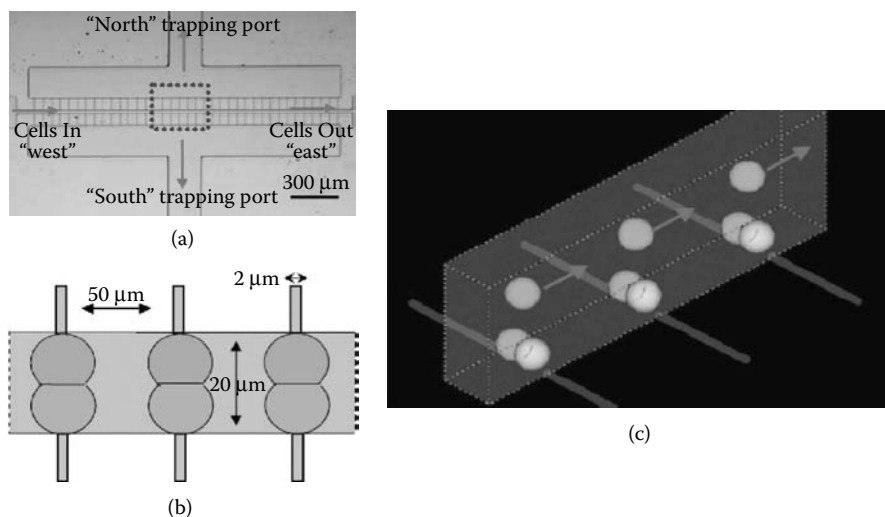 “North” trapping port
Cells In
“west”
Cells Out
“east”
“South” trapping port
300 µm
(a)
2 µm
50 µm
20 µm
(b)
(c)